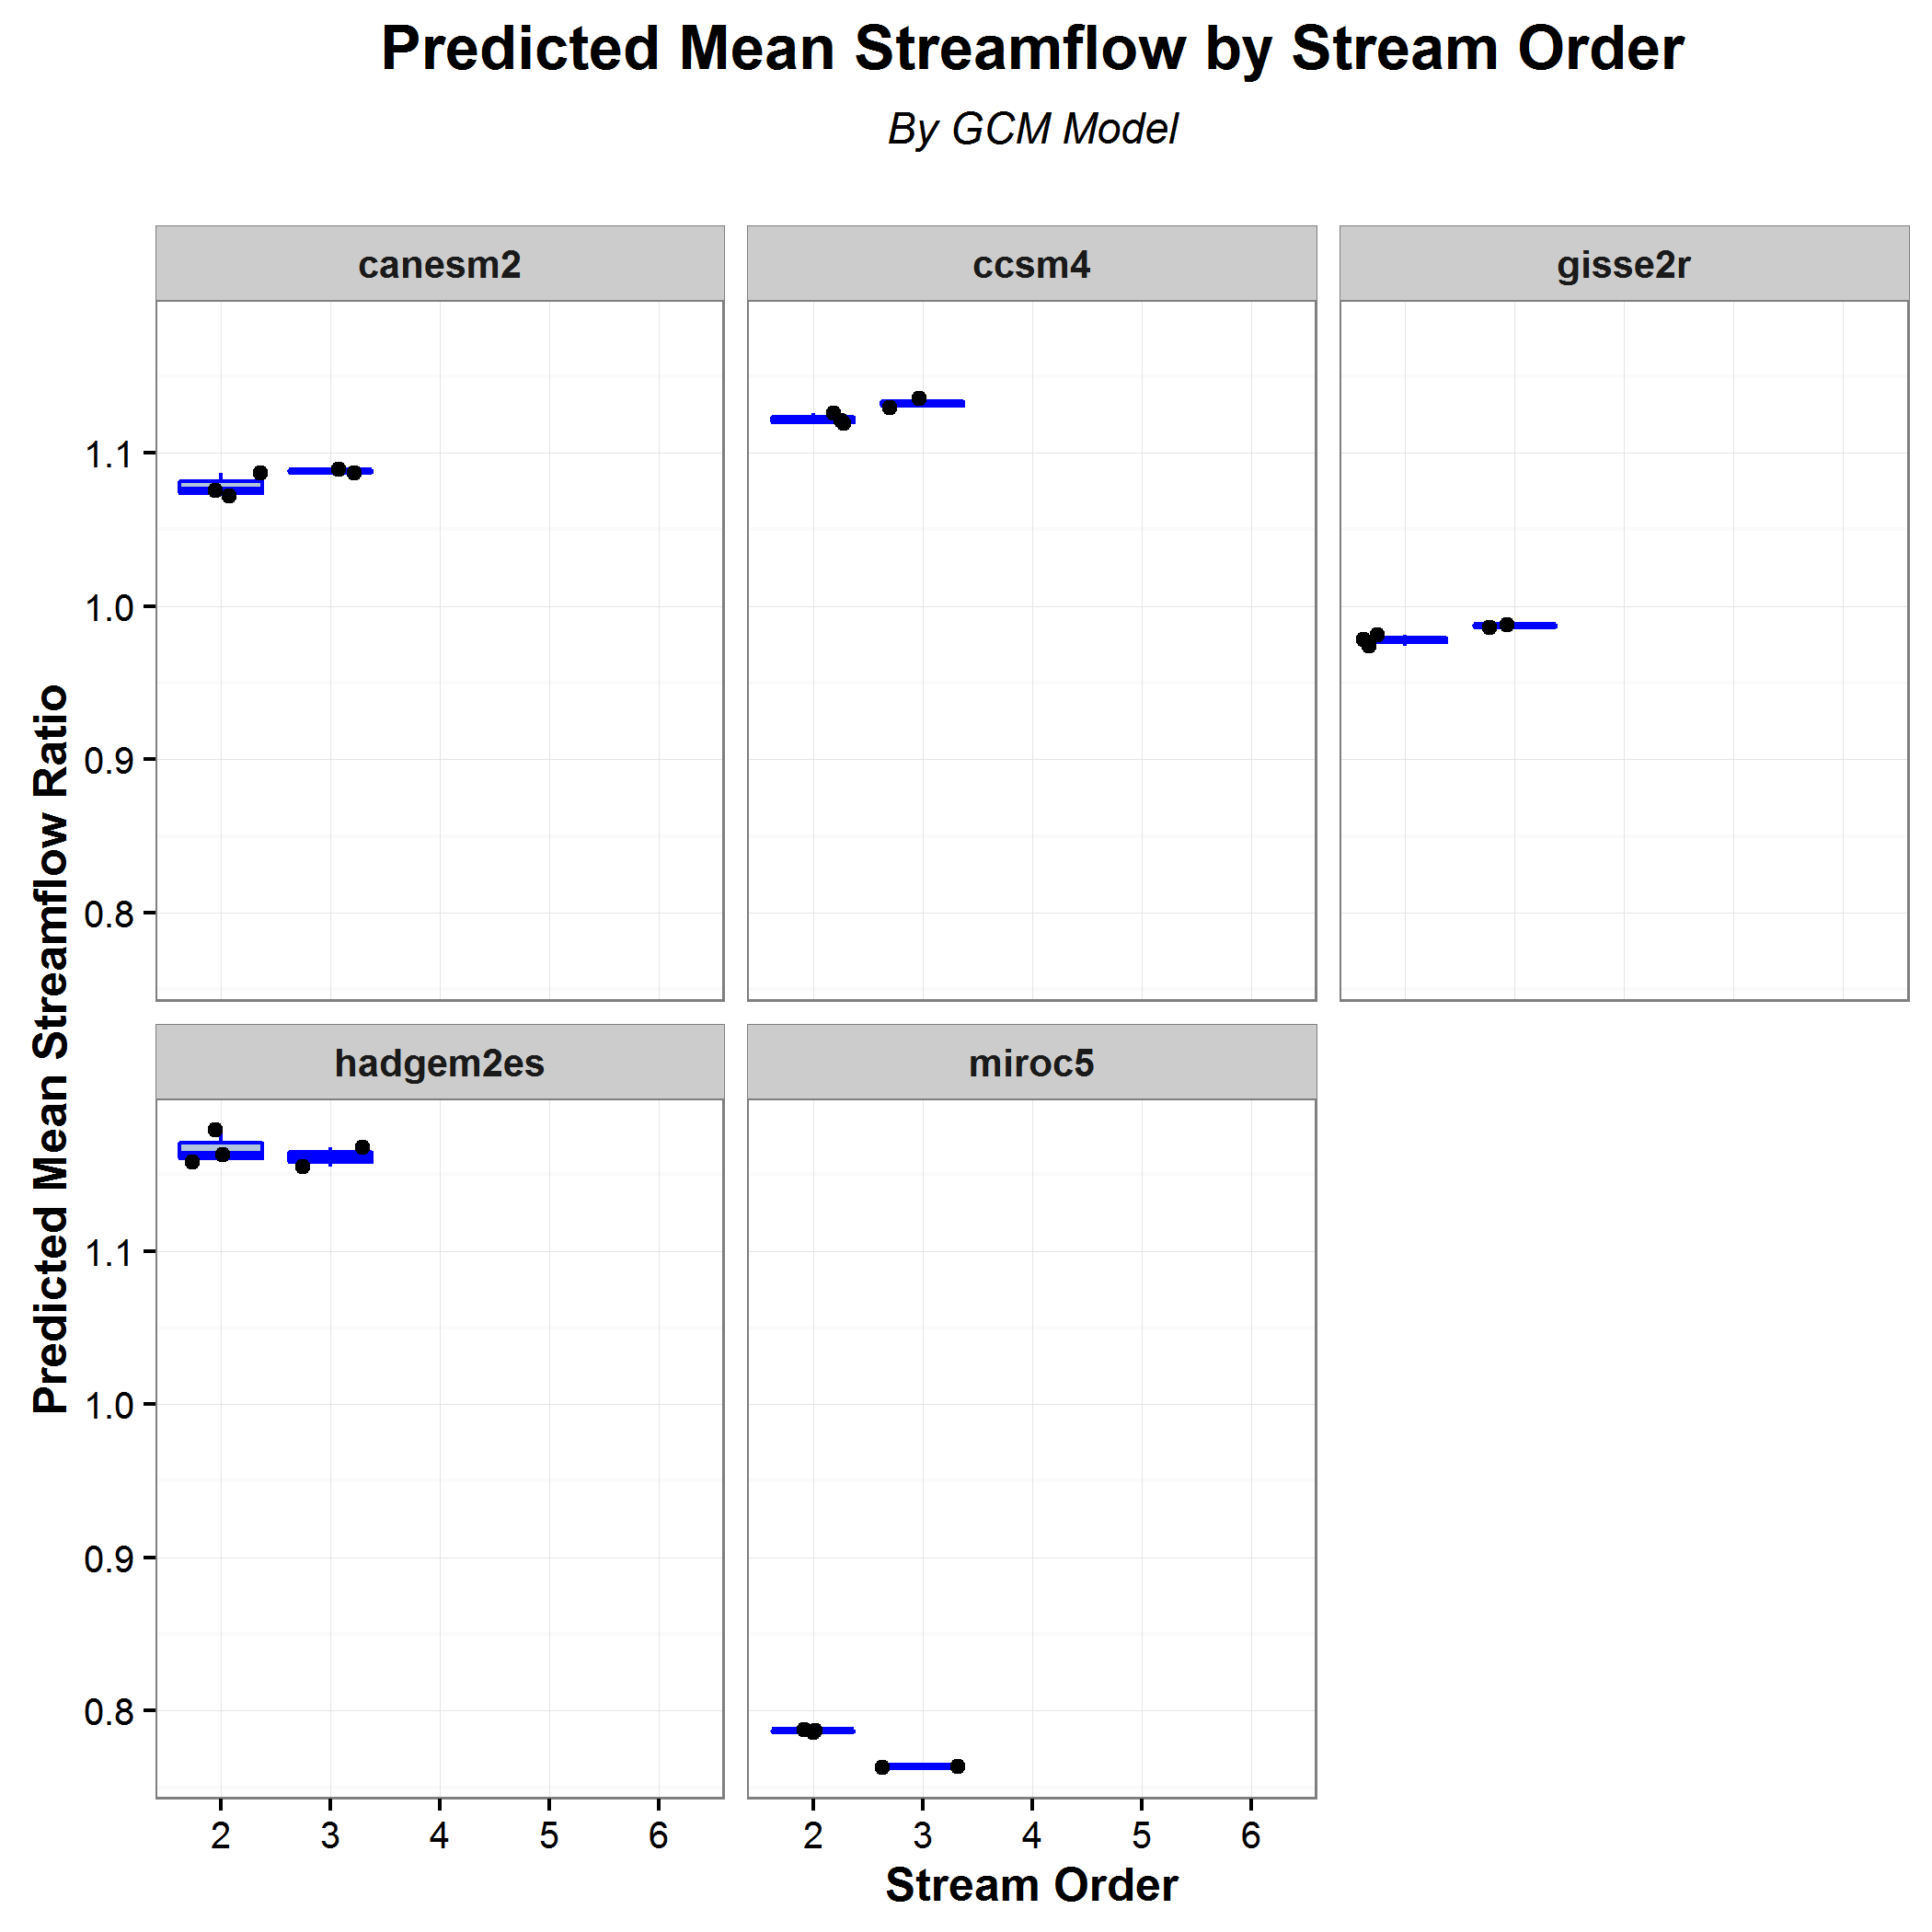 Predicted Mean Streamflow by Stream Order
By GCM Model
canesm2
ccsm4
gisse2r
1.1
1.0
0.9
0.8
Predicted Mean Streamflow Ratio
hadgem2es
miroc5
1.1
1.0
0.9
0.8
2 3 4 5 6
2 3 4 5 6
Stream Order